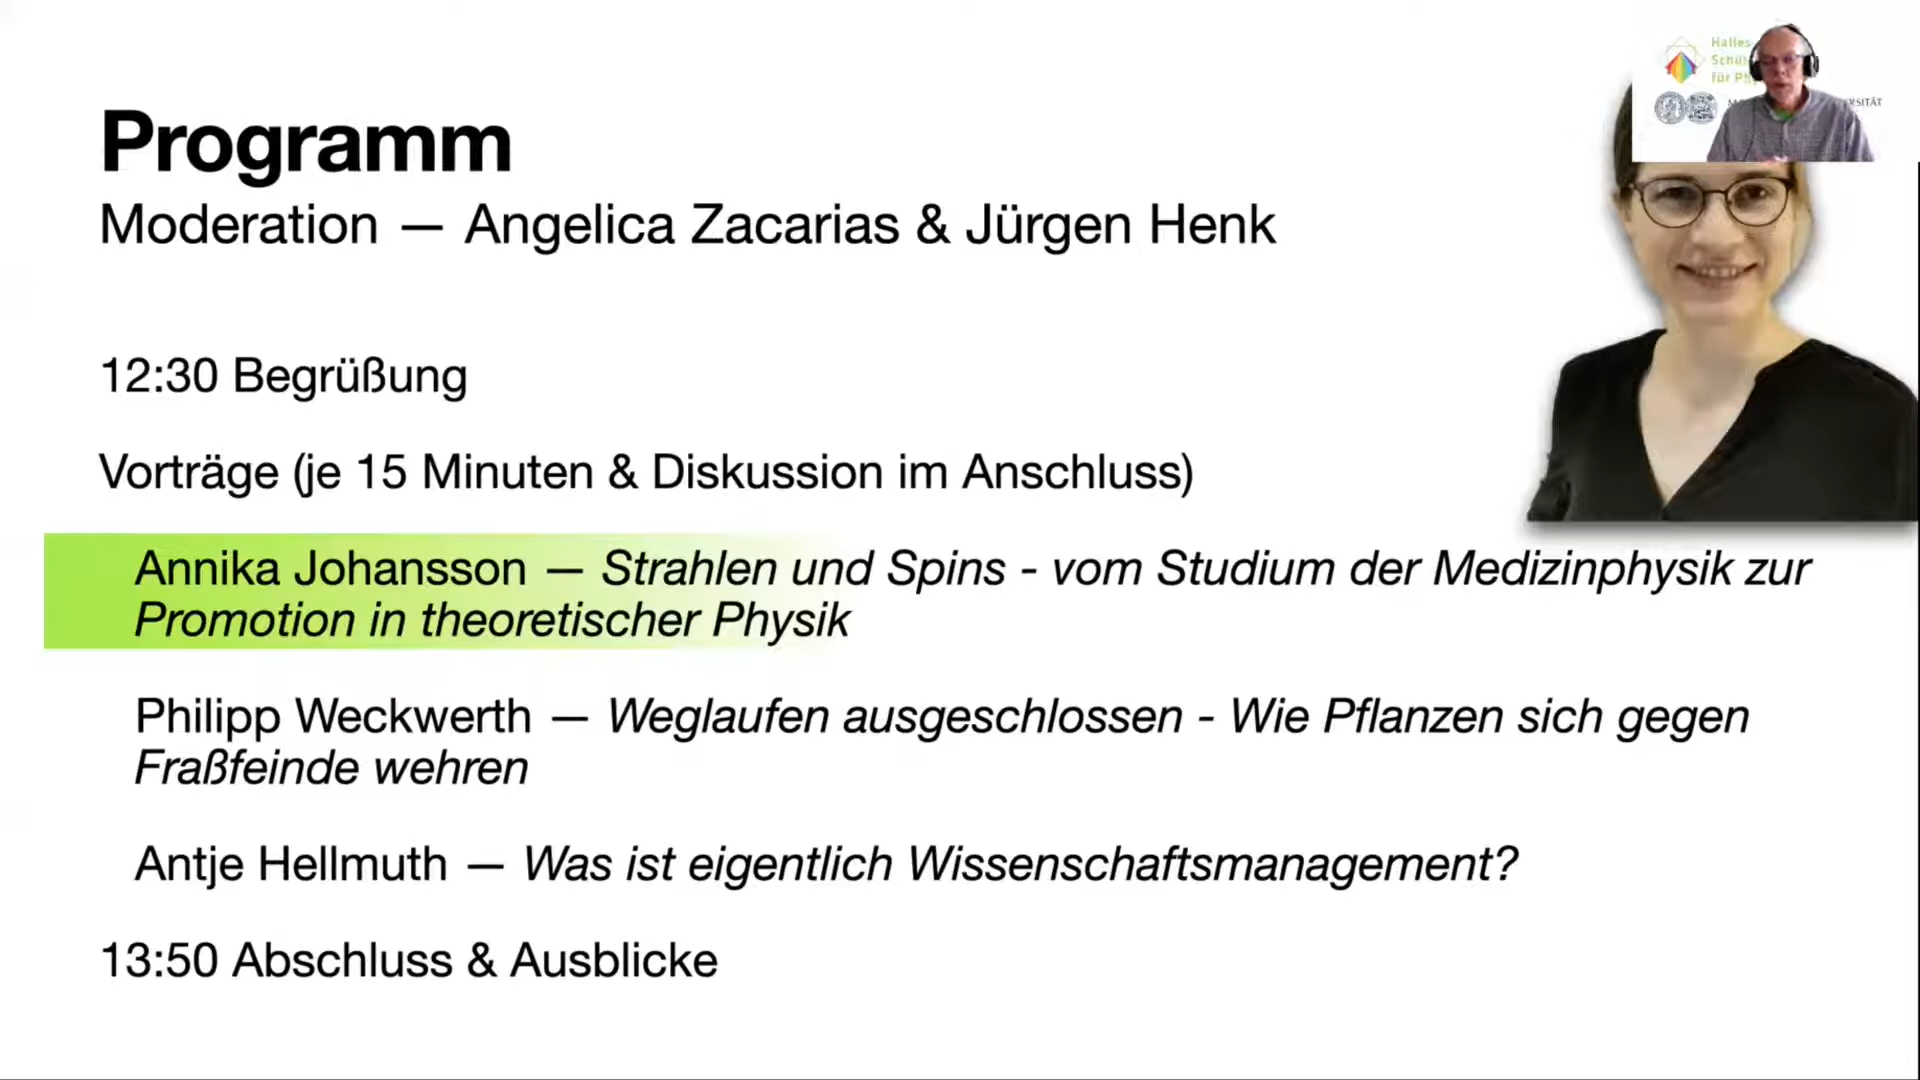 Programm
Moderation — Angelica Zacarias & Jürgen Henk
12:30 Begrüßung
Vorträge (je 15 Minuten & Diskussion im Anschluss)
Annika Johansson — Strahlen und Spins - vom Studium der Medizinphysik zur
Promotion in theoretischer Physik
Philipp Weckwerth — Weglaufen ausgeschlossen - Wie Pflanzen sich gegen
Fraßfeinde wehren
Antje Hellmuth — Was ist eigentlich Wissenschaftsmanagement?
13:50 Abschluss & Ausblicke
für